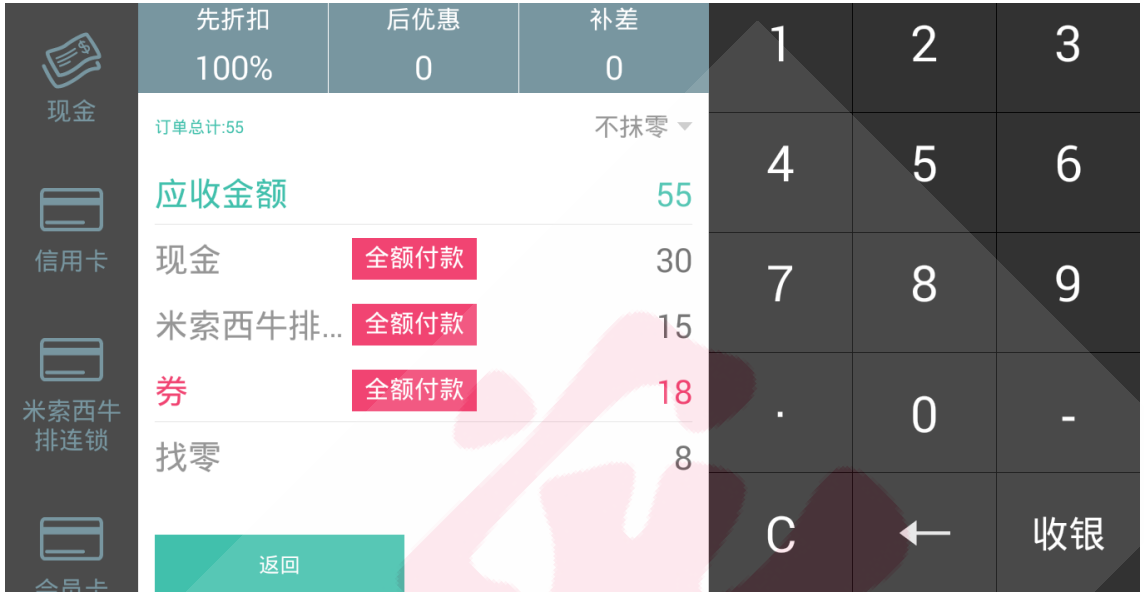 现金
信用卡
米索西牛
排连锁
会员卡
先折扣
100%
后优惠
0
补差
0
订单总计:55
不抹零
应收金额
55
现金
全额付款
30
米索西牛排...
全额付款
15
券
全额付款
18
找零
8
返回
1
2
3
4
5
6
7
8
9
.
0
-
C
←
收银